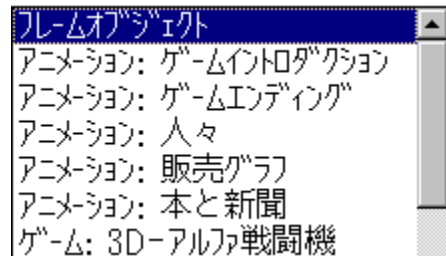 フレームオブジェクト
アニメーション: ゲームイントロダクション
アニメーション: ゲームエンディング
アニメーション: 人々
アニメーション: 販売グラフ
アニメーション: 本と新聞
ゲーム: 3D-アルファ戦闘機